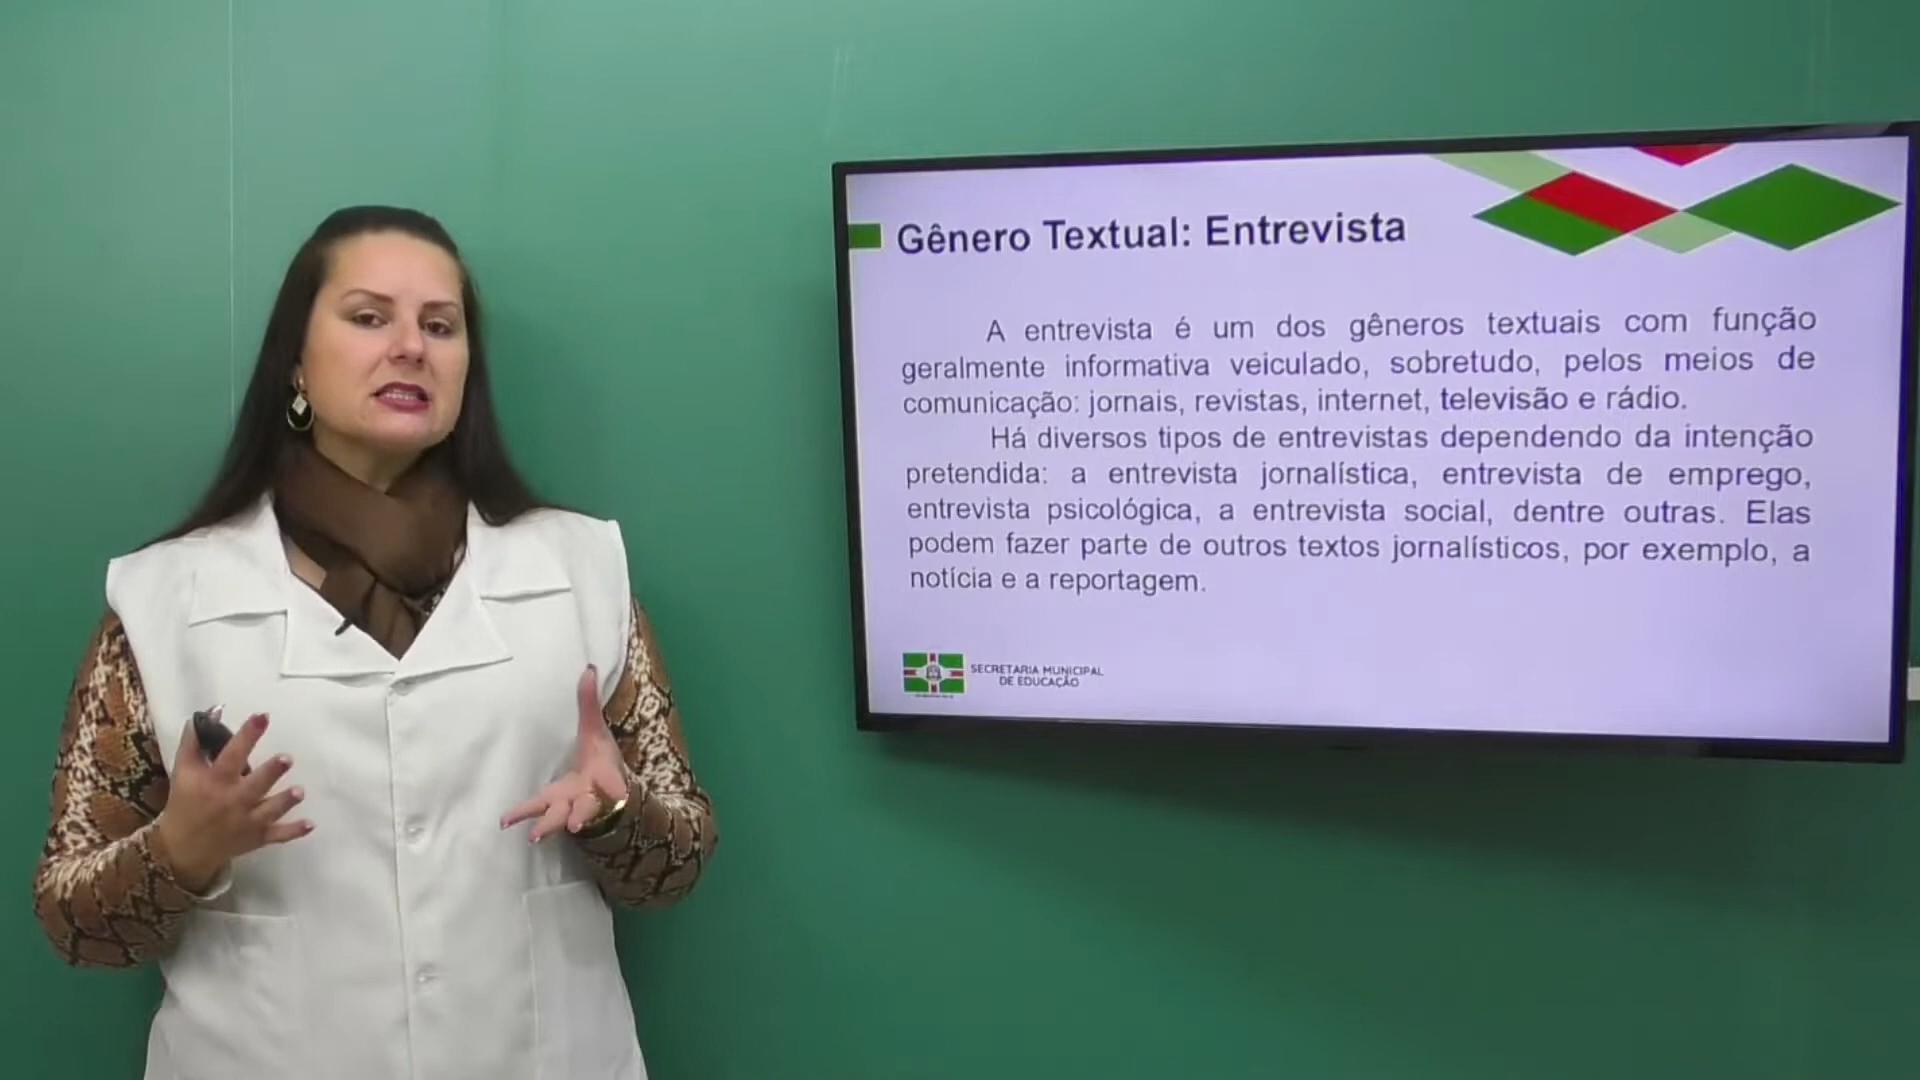 Gênero Textual: Entrevista
A entrevista é um dos gêneros textuais com função
geralmente informativa veiculado, sobretudo, pelos meios de
comunicação: jornais, revistas, internet, televisão e rádio.
Há diversos tipos de entrevistas dependendo da intenção
pretendida: a entrevista jornalística, entrevista de emprego,
entrevista psicológica, a entrevista social, dentre outras. Elas
podem fazer parte de outros textos jornalísticos, por exemplo, a
notícia e a reportagem.
SECRETARIA MUNICIPAL
DE EDUCAÇÃO